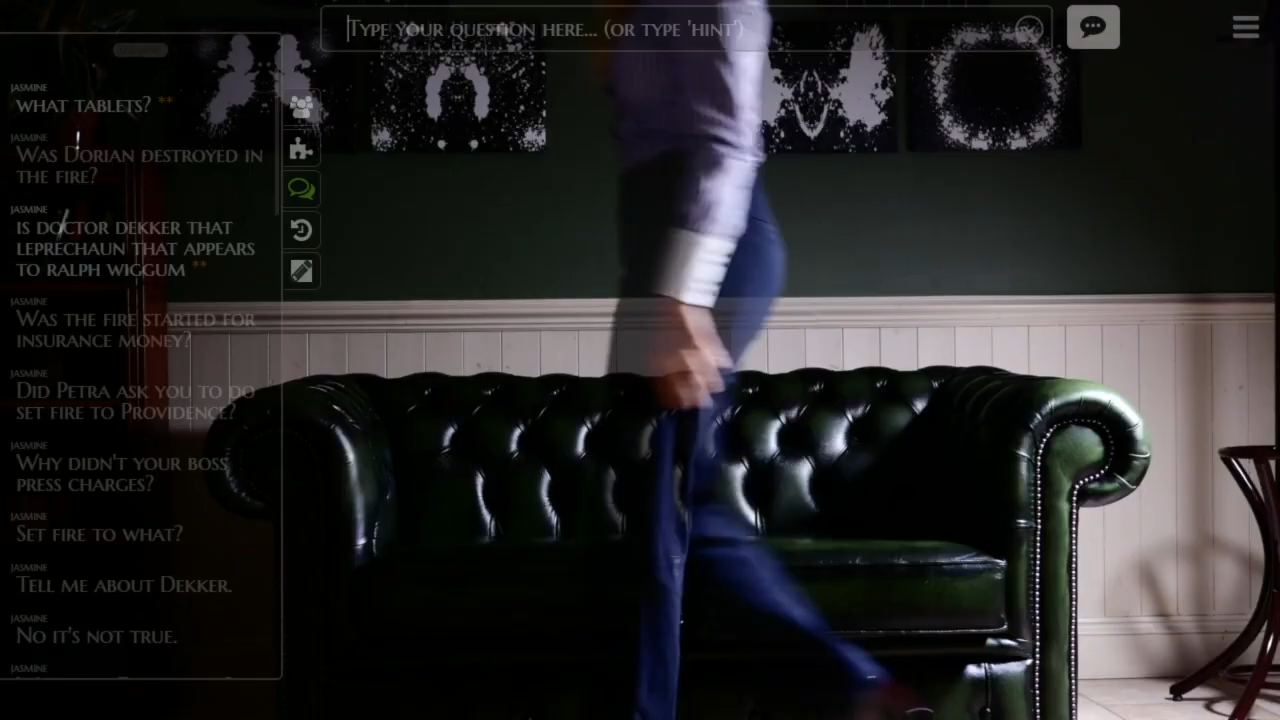 Type your question here... (or type 'hint')
JASMINE
WHAT TABLETS? **
JASMINE
Was Dorian destroyed in
the fire?
JASMINE
IS DOCTOR DEKKER THAT
LEPRECHAUN THAT APPEARS
TO RALPH WIGGUM **
JASMINE
Was the fire started for
insurance money?
JASMINE
Did Petra ask you to do
set fire to Providence?
JASMINE
Why didn't your boss
press charges?
JASMINE
Set fire to what?
JASMINE
Tell me about Dekker.
JASMINE
No it's not true.
JASMINE